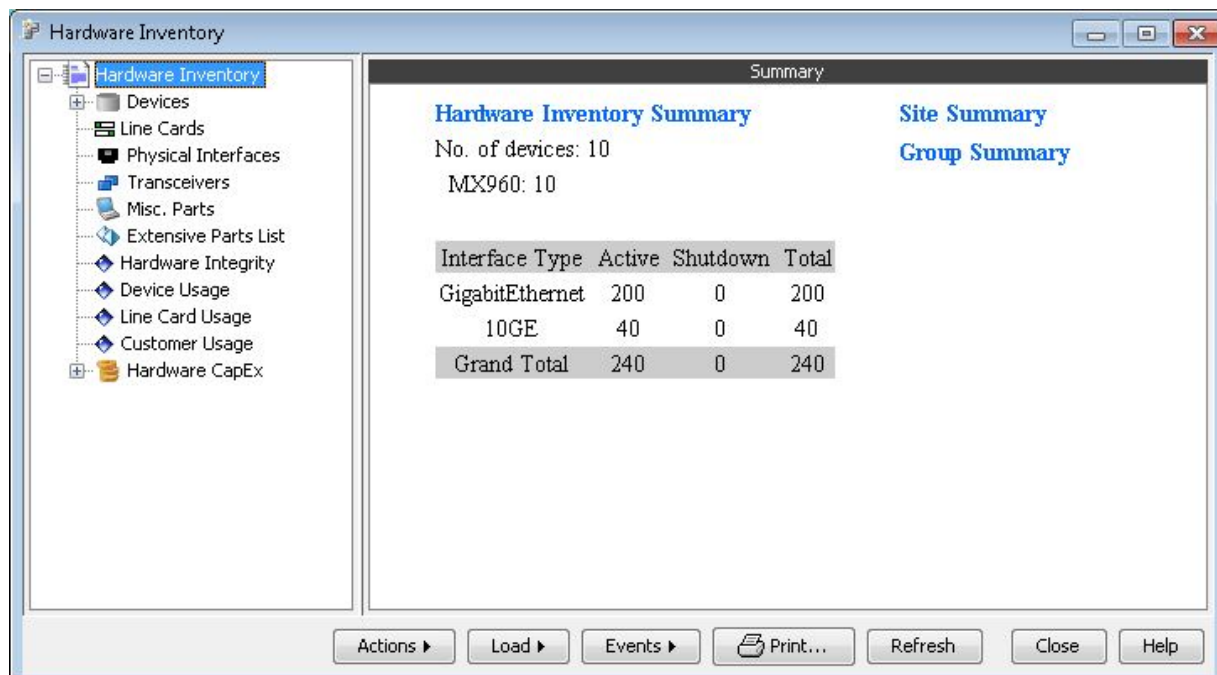 Hardware Inventory
Hardware Inventory
Devices
Line Cards
Physical Interfaces
Transceivers
Misc. Parts
Extensive Parts List
Hardware Integrity
Device Usage
Line Card Usage
Customer Usage
Hardware CapEx
Summary
Hardware Inventory Summary
No. of devices: 10
MX960: 10
Interface Type Active Shutdown Total
GigabitEthernet 200 0 200
10GE 40 0 40
Grand Total 240 0 240
Site Summary
Group Summary
Actions Load Events Print... Refresh Close Help